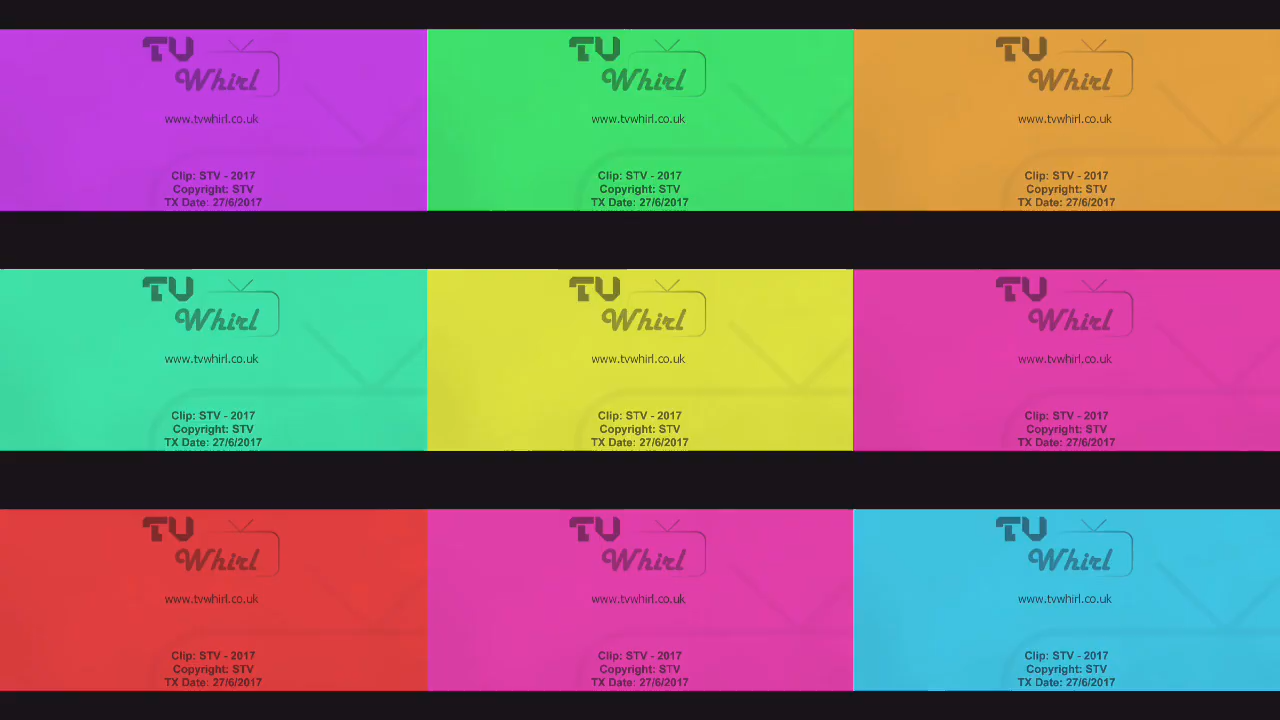 TV
Whirl
www.tvwhirl.co.uk
Clip: STV - 2017
Copyright: STV
TX Date: 27/6/2017
TV
Whirl
www.tvwhirl.co.uk
Clip: STV - 2017
Copyright: STV
TX Date: 27/6/2017
TV
Whirl
www.tvwhirl.co.uk
Clip: STV - 2017
Copyright: STV
TX Date: 27/6/2017
TV
Whirl
www.tvwhirl.co.uk
Clip: STV - 2017
Copyright: STV
TX Date: 27/6/2017
TV
Whirl
www.tvwhirl.co.uk
Clip: STV - 2017
Copyright: STV
TX Date: 27/6/2017
TV
Whirl
www.tvwhirl.co.uk
Clip: STV - 2017
Copyright: STV
TX Date: 27/6/2017
TV
Whirl
www.tvwhirl.co.uk
Clip: STV - 2017
Copyright: STV
TX Date: 27/6/2017
TV
Whirl
www.tvwhirl.co.uk
Clip: STV - 2017
Copyright: STV
TX Date: 27/6/2017
TV
Whirl
www.tvwhirl.co.uk
Clip: STV - 2017
Copyright: STV
TX Date: 27/6/2017